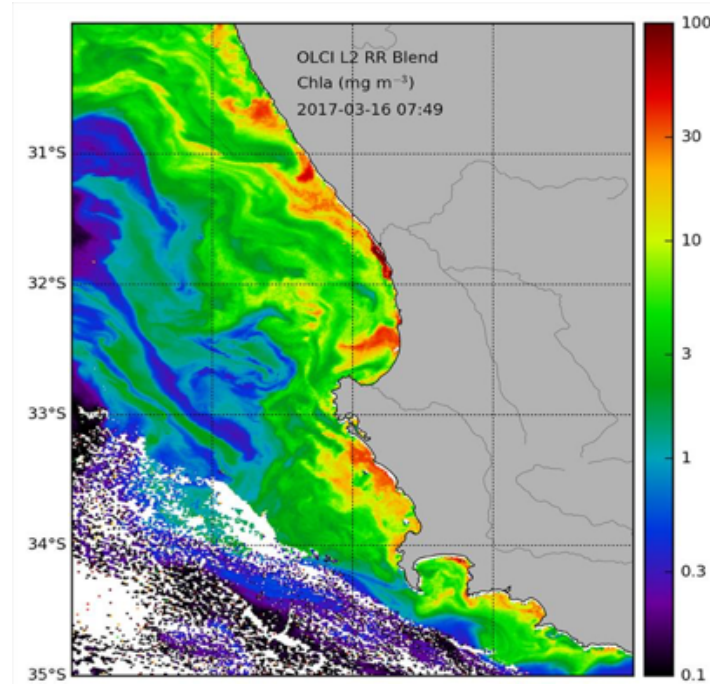 OLCI L2 RR Blend
Chla (mg m⁻³)
2017-03-16 07:49
31°S
32°S
33°S
34°S
35°S
100
30
10
3
1
0.3
0.1